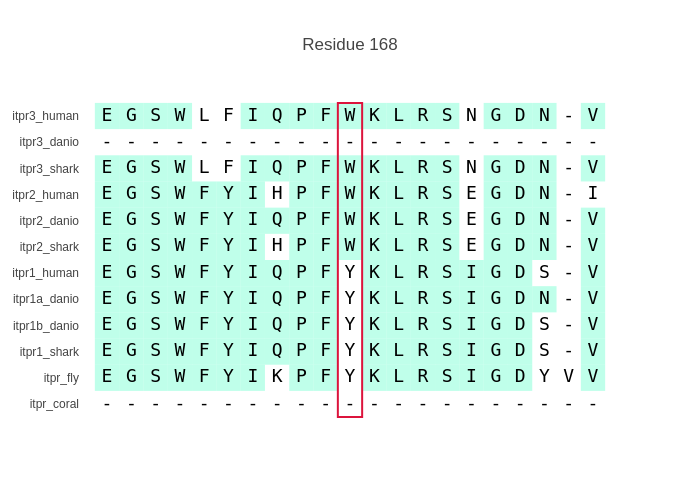 Residue 168
itpr3_human E G S W L F I Q P F W K L R S N G D N - V
itpr3_danio - - - - - - - - - - - - - - - - - - - - -
itpr3_shark E G S W L F I Q P F W K L R S N G D N - V
itpr2_human E G S W F Y I H P F W K L R S E G D N - I
itpr2_danio E G S W F Y I Q P F W K L R S E G D N - V
itpr2_shark E G S W F Y I H P F W K L R S E G D N - V
itpr1_human E G S W F Y I Q P F Y K L R S I G D S - V
itpr1a_danio E G S W F Y I Q P F Y K L R S I G D N - V
itpr1b_danio E G S W F Y I Q P F Y K L R S I G D S - V
itpr1_shark E G S W F Y I Q P F Y K L R S I G D S - V
itpr_fly E G S W F Y I K P F Y K L R S I G D Y V V
itpr_coral - - - - - - - - - - - - - - - - - - - - -